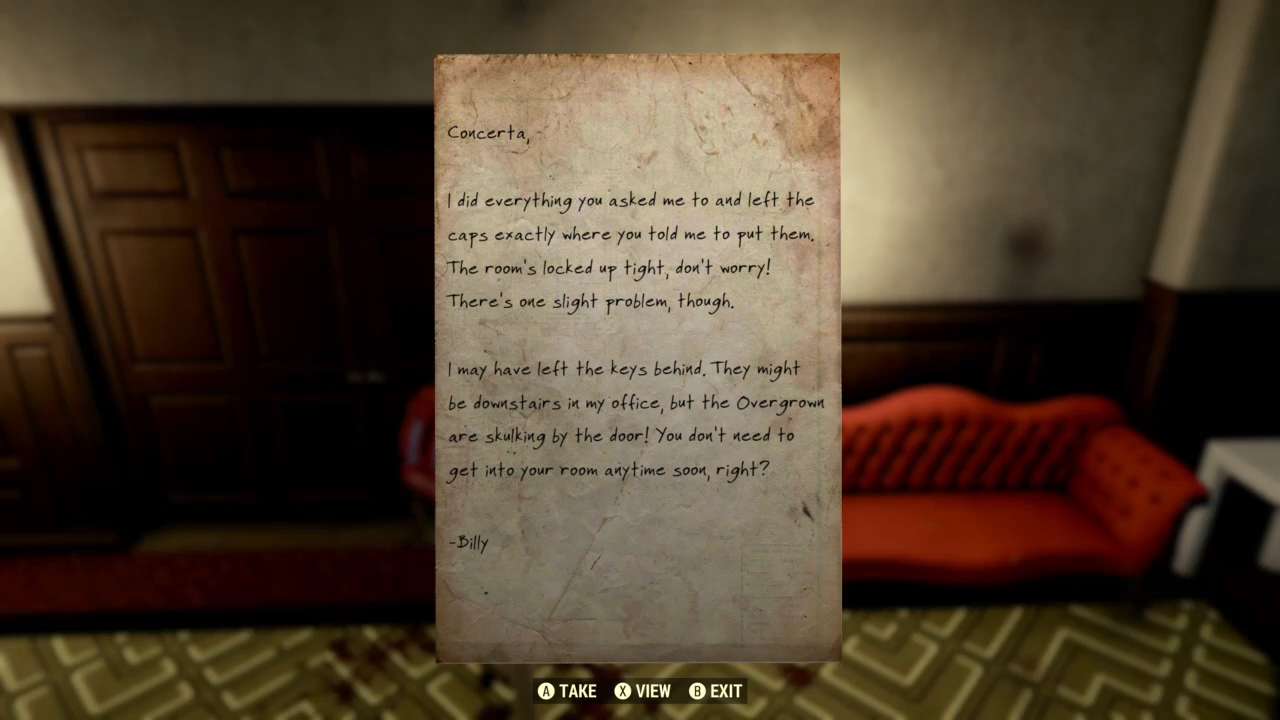 Concerta,
I did everything you asked me to and left the
caps exactly where you told me to put them.
The room's locked up tight, don't worry!
There's one slight problem, though.
I may have left the keys behind. They might
be downstairs in my office, but the Overgrown
are skulking by the door! You don't need to
get into your room anytime soon, right?
-Billy
A TAKE X VIEW B EXIT